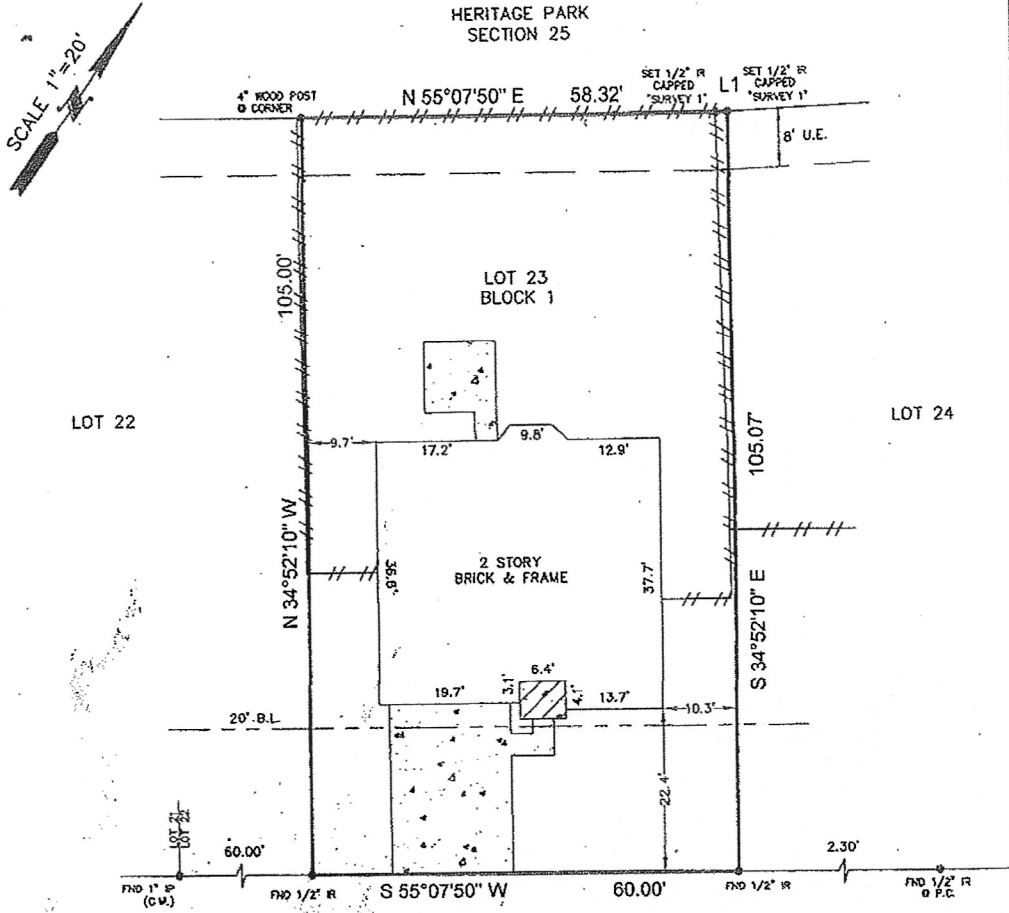 HERITAGE PARK
SECTION 25
SCALE 1"=20'
4" WOOD POST
@ CORNER
N 55°07'50" E 58.32'
SET 1/2" IR
CAPPED
"SURVEY 1"
L1
SET 1/2" IR
CAPPED
"SURVEY 1"
8' U.E.
105.00'
LOT 23
BLOCK 1
LOT 22
LOT 24
9.7'
17.2'
9.8'
12.9'
105.07'
N 34°52'10" W
2 STORY
BRICK & FRAME
37.7'
S 34°52'10" E
6.4'
19.7'
3.1'
4.1'
13.7'
10.3'
20' B.L.
22.4'
LOT 21
LOT 22
60.00'
2.30'
FND 1" IP
(C.M.)
FND 1/2" IR
S 55°07'50" W 60.00'
FND 1/2" IR
FND 1/2" IR
@ P.C.